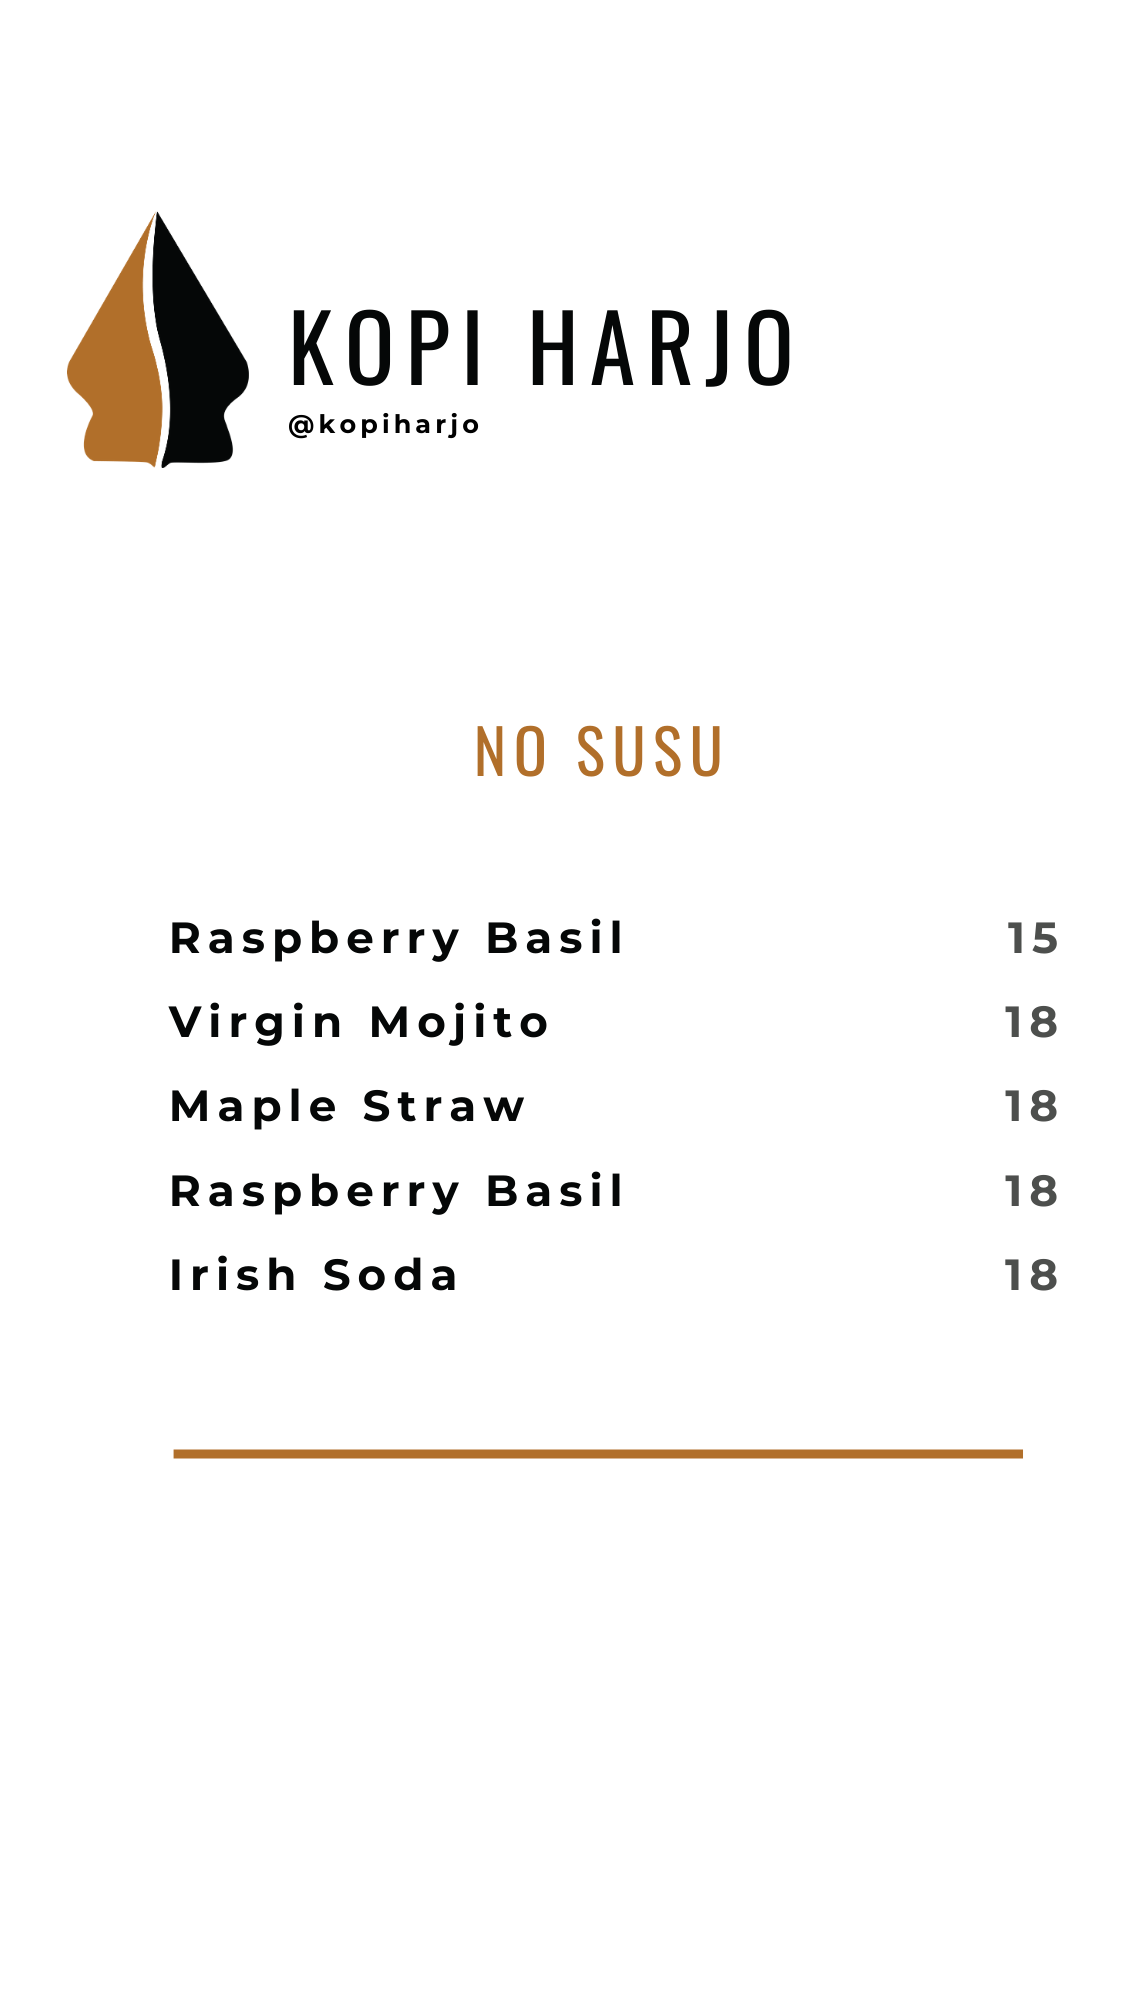 KOPI HARJO
@kopiharjo
NO SUSU
Raspberry Basil 15
Virgin Mojito 18
Maple Straw 18
Raspberry Basil 18
Irish Soda 18